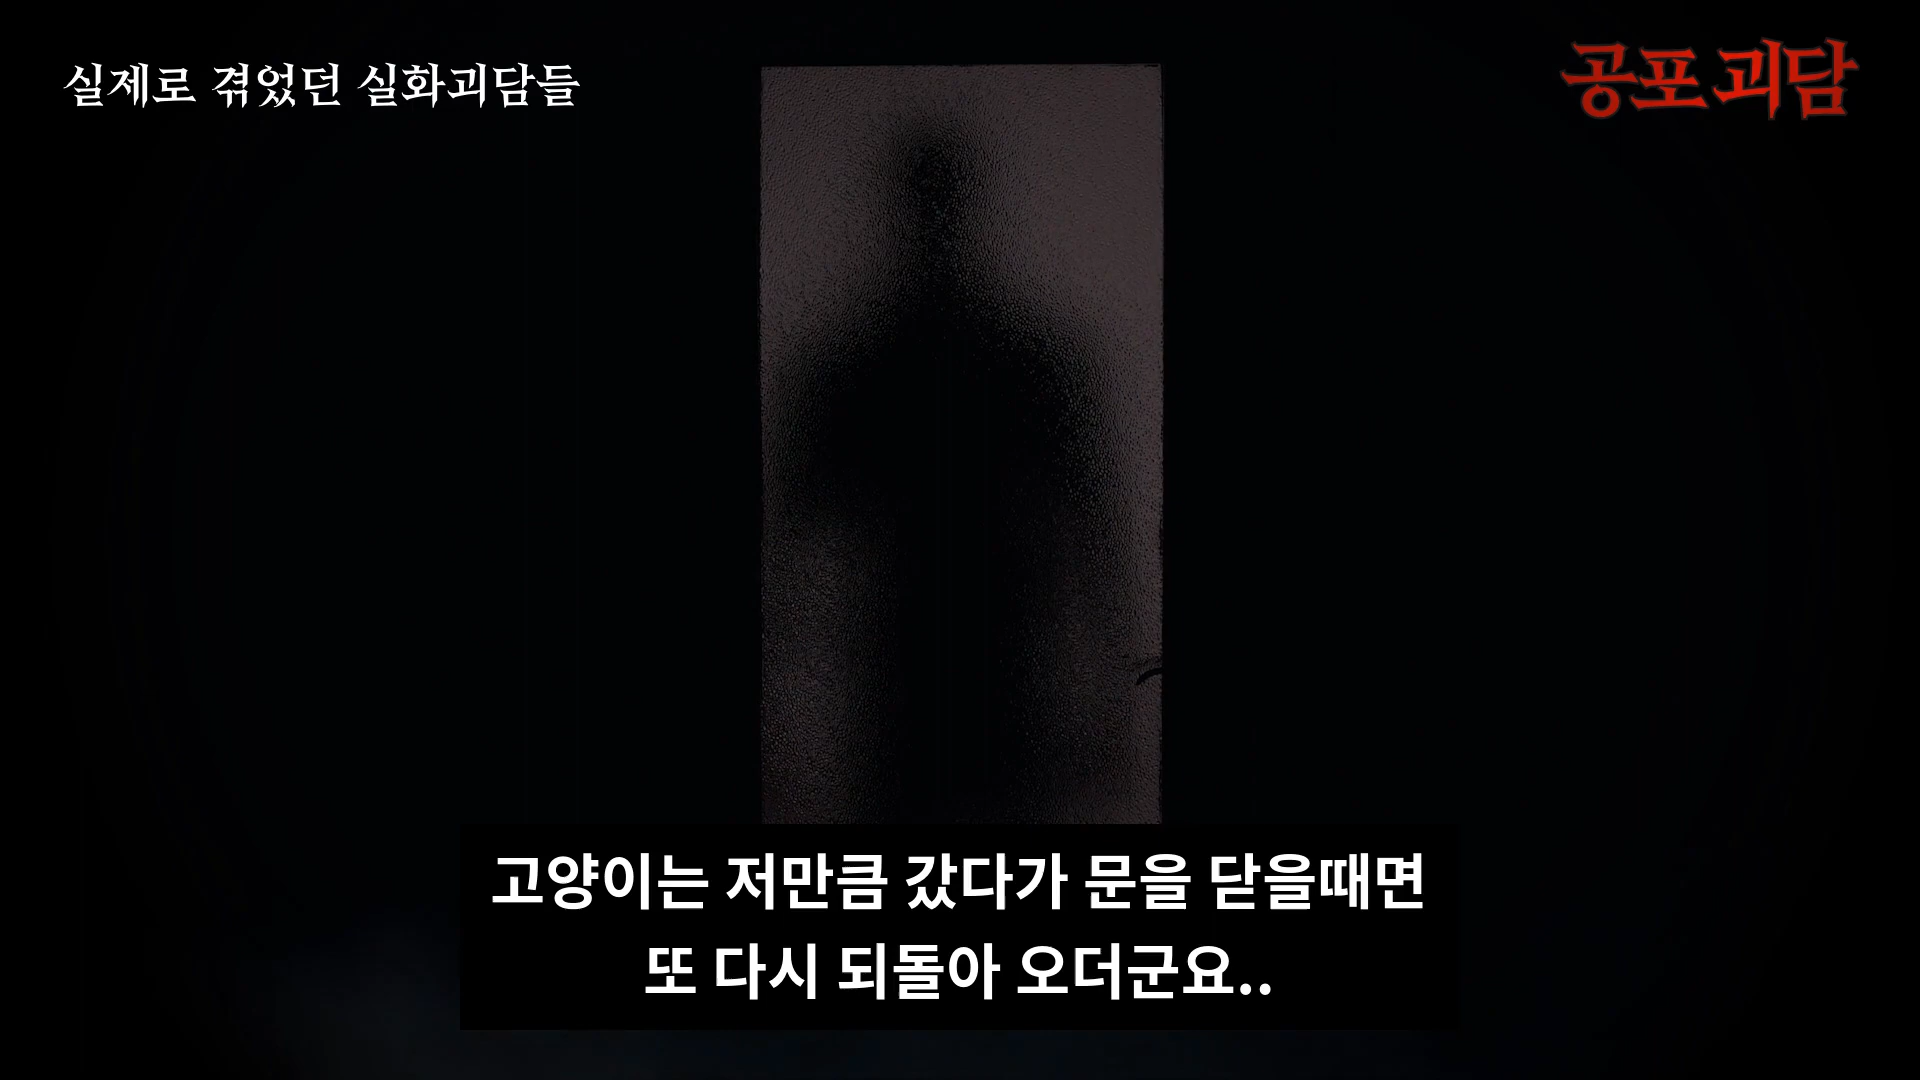 실제로 겪었던 실화괴담들
공포 괴담
고양이는 저만큼 갔다가 문을 닫을때면
또 다시 되돌아 오더군요..